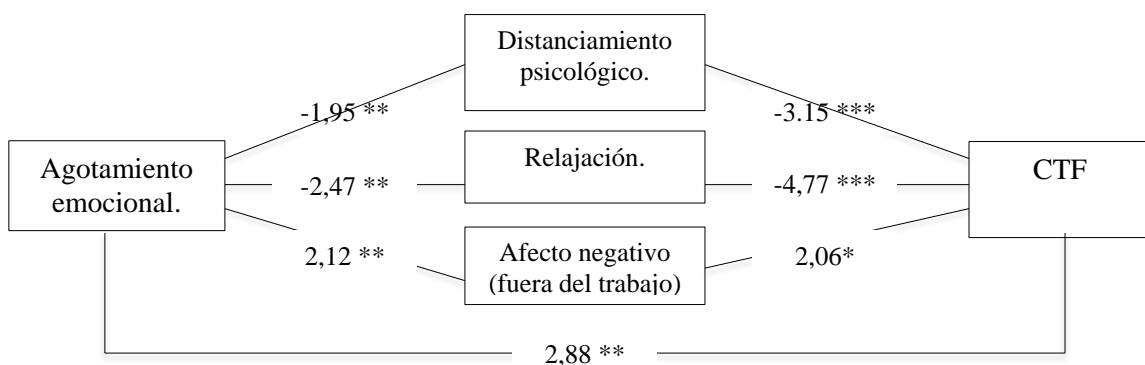 Distanciamiento
psicológico.
-1,95 **
-3.15 ***
Agotamiento
emocional.
Relajación.
CTF
-2,47 **
-4,77 ***
2,12 **
Afecto negativo
(fuera del trabajo)
2,06*
2,88 **